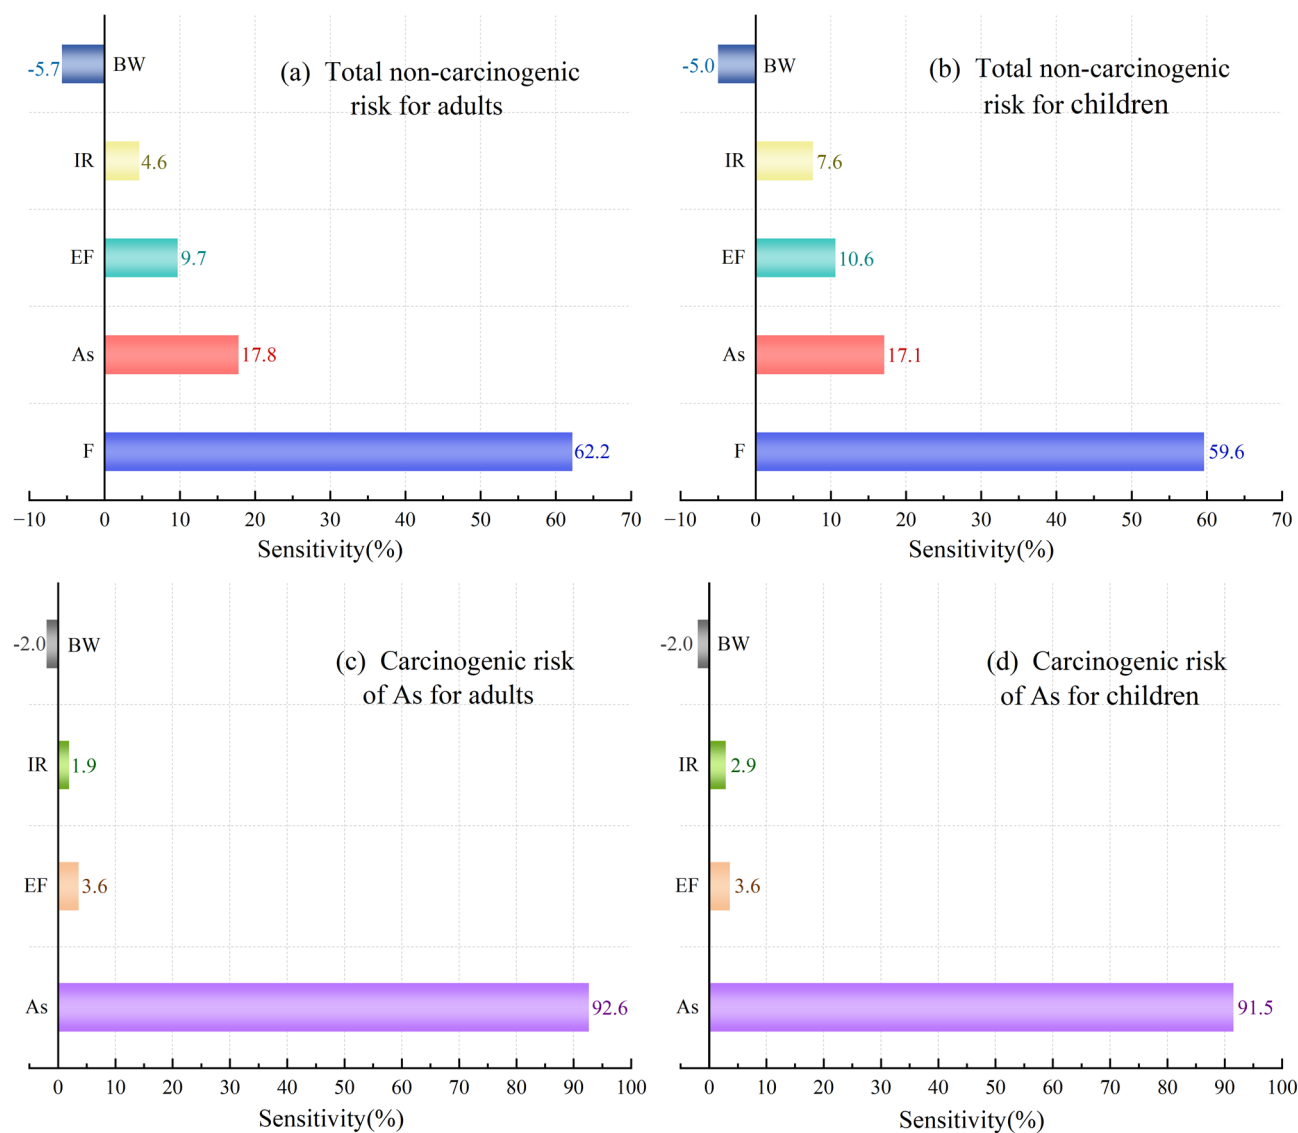 (a) Total non-carcinogenic
risk for adults
-5.7 BW
IR 4.6
EF 9.7
As 17.8
F 62.2
−10 0 10 20 30 40 50 60 70
Sensitivity(%)
(b) Total non-carcinogenic
risk for children
-5.0 BW
IR 7.6
EF 10.6
As 17.1
F 59.6
−10 0 10 20 30 40 50 60 70
Sensitivity(%)
(c) Carcinogenic risk
of As for adults
-2.0 BW
IR 1.9
EF 3.6
As 92.6
0 10 20 30 40 50 60 70 80 90 100
Sensitivity(%)
(d) Carcinogenic risk
of As for children
-2.0 BW
IR 2.9
EF 3.6
As 91.5
0 10 20 30 40 50 60 70 80 90 100
Sensitivity(%)